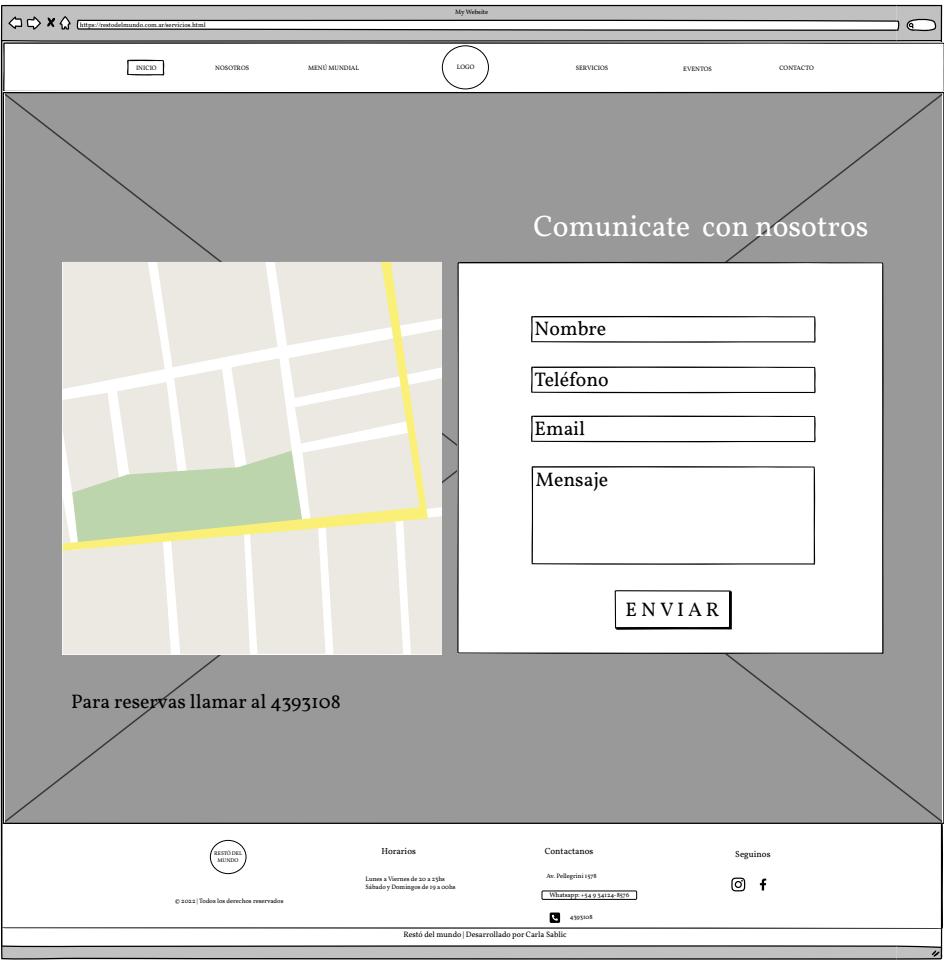 My Website
https://restodelmundo.com.ar/servicios.html
INICIO
NOSOTROS
MENÚ MUNDIAL
LOGO
SERVICIOS
EVENTOS
CONTACTO
Comunicate con nosotros
Nombre
Teléfono
Email
Mensaje
ENVIAR
Para reservas llamar al 4393108
RESTÓ DEL
MUNDO
© 2022 | Todos los derechos reservados
Horarios
Lunes a Viernes de 20 a 25hs
Sábado y Domingos de 19 a 00hs
Contactanos
Av. Pellegrini 1578
Whatsapp: +54 9 34124-8576
4393108
Seguinos
Restó del mundo | Desarrollado por Carla Sablic